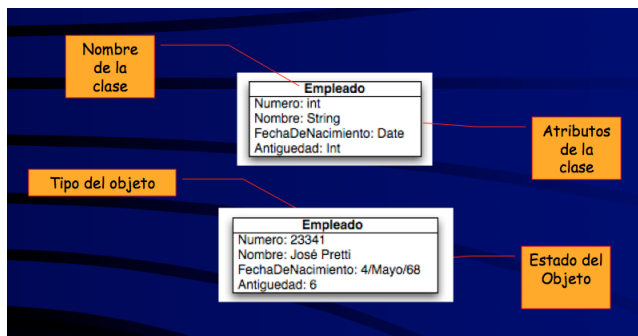 Nombre
de la
clase
Empleado
Numero: int
Nombre: String
FechaDeNacimiento: Date
Antiguedad: Int
Atributos
de la
clase
Tipo del objeto
Empleado
Numero: 23341
Nombre: José Pretti
FechaDeNacimiento: 4/Mayo/68
Antiguedad: 6
Estado del
Objeto